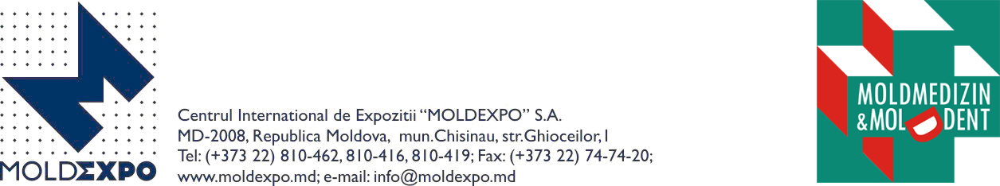 Centrul International de Expozitii “MOLDEXPO” S.A.
MD-2008, Republica Moldova, mun.Chisinau, str.Ghioceilor,1
Tel: (+373 22) 810-462, 810-416, 810-419; Fax: (+373 22) 74-74-20;
www.moldexpo.md; e-mail: info@moldexpo.md
MOLDEXPO
MOLDMEDIZIN
&MOLDDENT